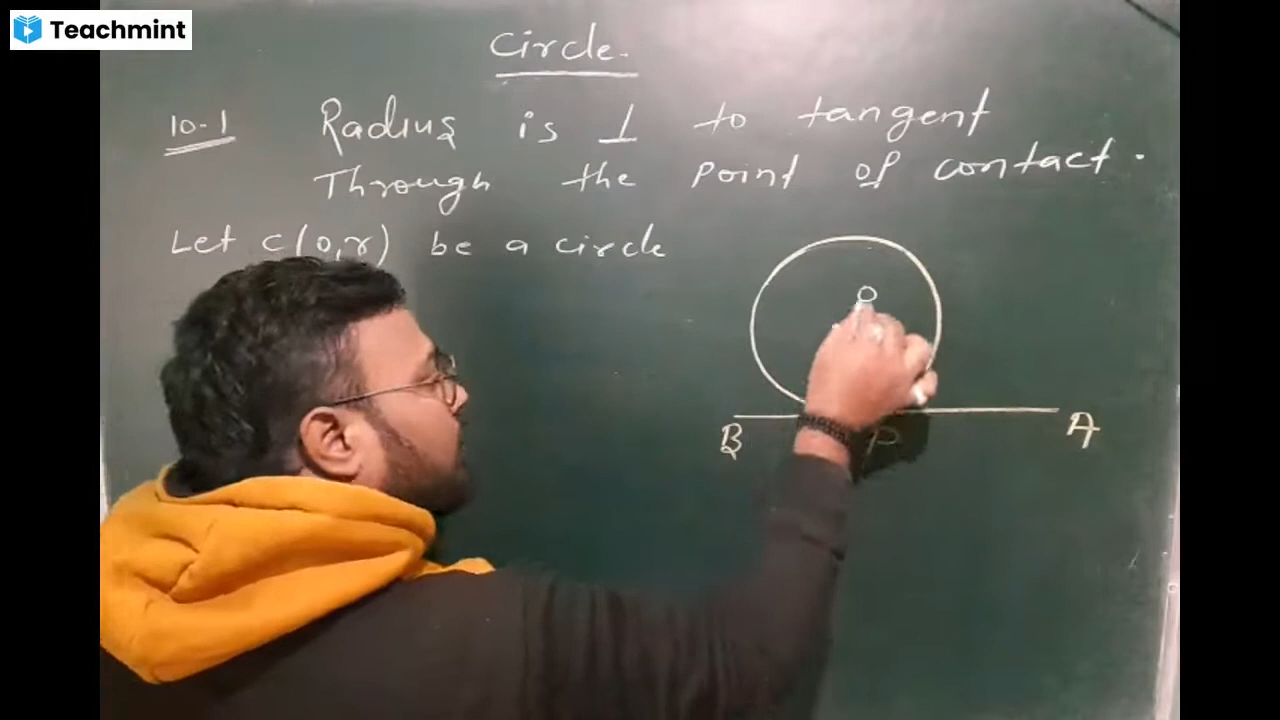 Teachmint
Circle.
10.1 Radius is ⊥ to tangent
Through the point of contact.
Let C(O,r) be a circle
O
B P A